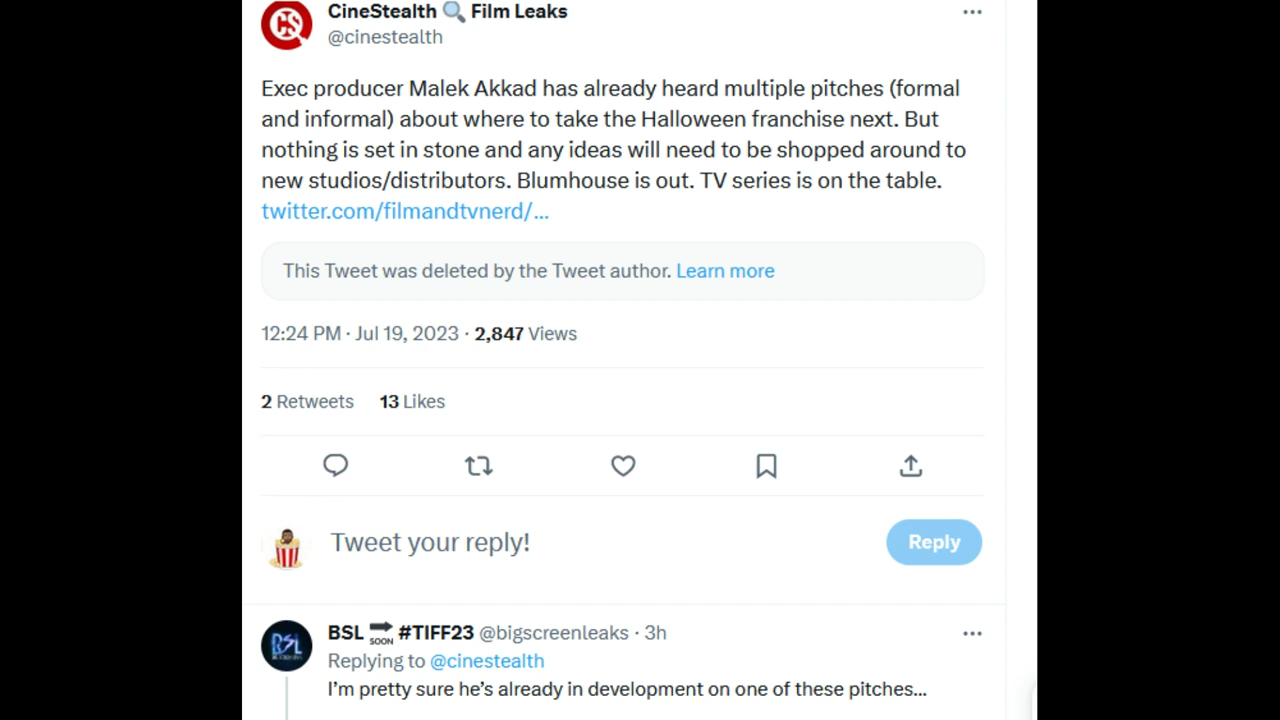 CineStealth 🔍 Film Leaks
@cinestealth
Exec producer Malek Akkad has already heard multiple pitches (formal
and informal) about where to take the Halloween franchise next. But
nothing is set in stone and any ideas will need to be shopped around to
new studios/distributors. Blumhouse is out. TV series is on the table.
twitter.com/filmandtvnerd/...
This Tweet was deleted by the Tweet author. Learn more
12:24 PM · Jul 19, 2023 · 2,847 Views
2 Retweets 13 Likes
Tweet your reply!
Reply
BSL 🔜 #TIFF23 @bigscreenleaks · 3h
Replying to @cinestealth
I'm pretty sure he's already in development on one of these pitches...